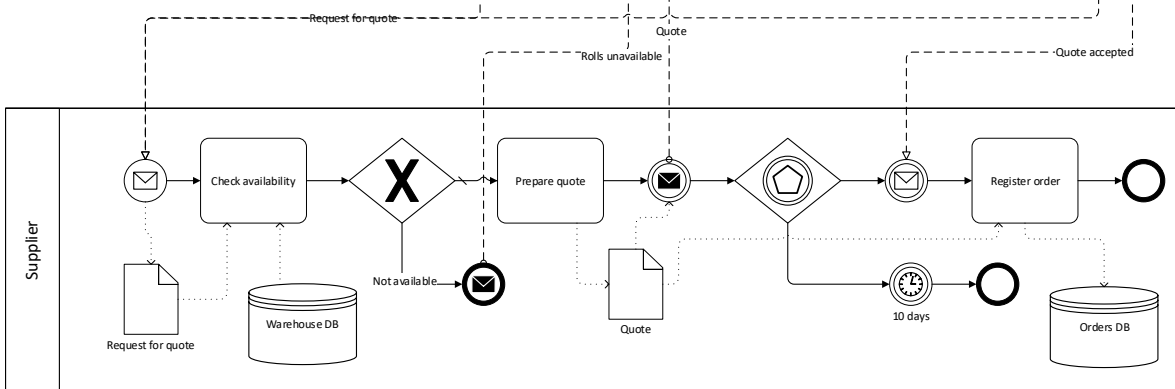 Request for quote
Quote
Rolls unavailable
Quote accepted
Supplier
Check availability
Prepare quote
Register order
Not available
Warehouse DB
Request for quote
Quote
10 days
Orders DB